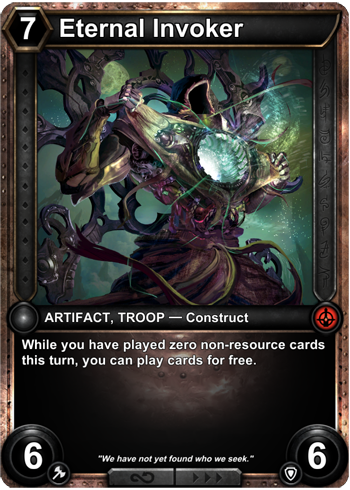 7 Eternal Invoker
ARTIFACT, TROOP — Construct
While you have played zero non-resource cards
this turn, you can play cards for free.
6 6
"We have not yet found who we seek."